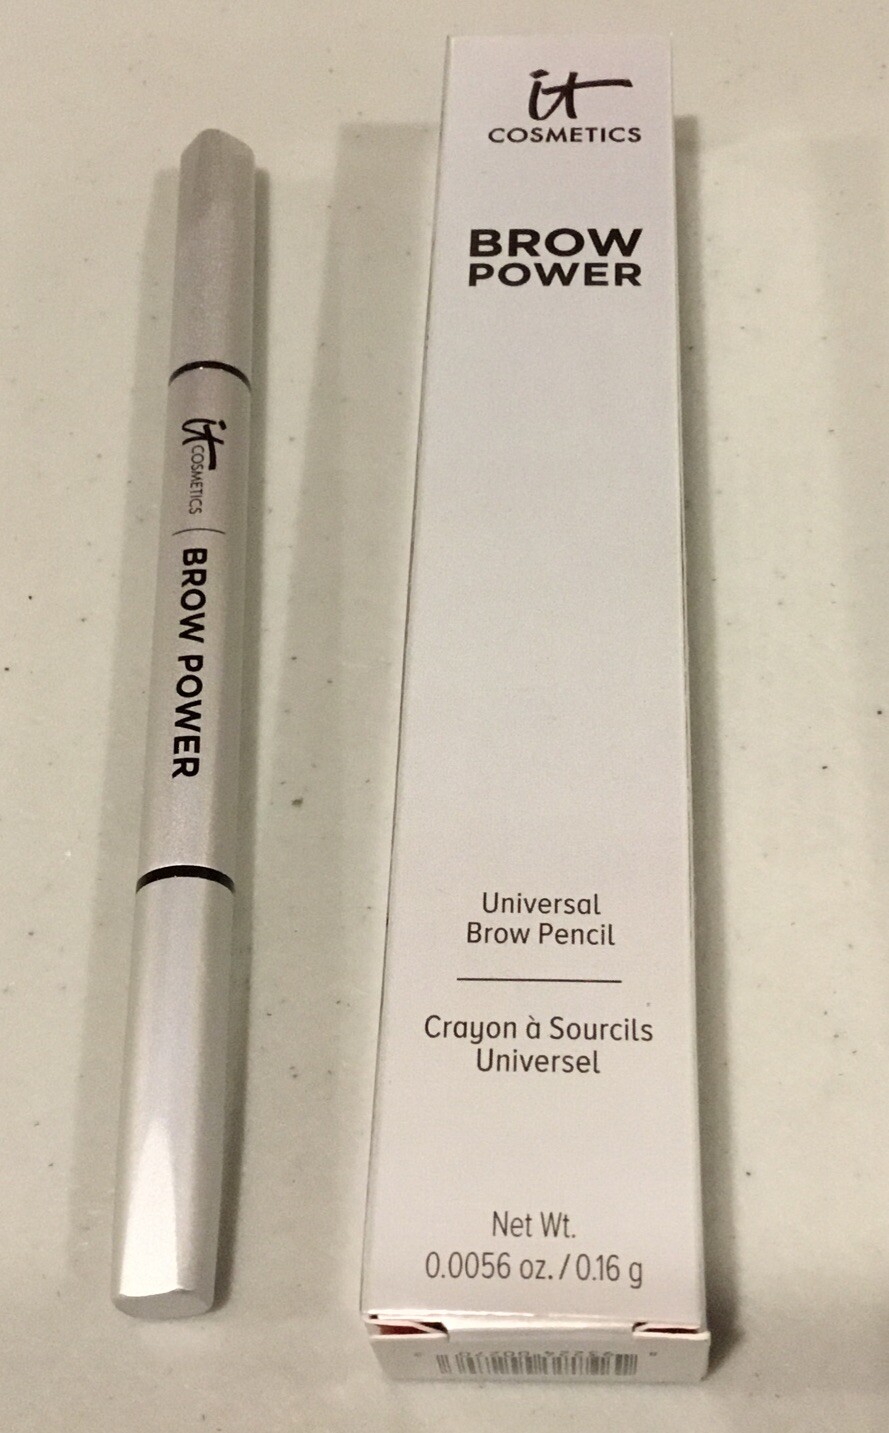 it
COSMETICS
BROW POWER
it
COSMETICS
BROW
POWER
Universal
Brow Pencil
Crayon à Sourcils
Universel
Net Wt.
0.0056 oz. / 0.16 g